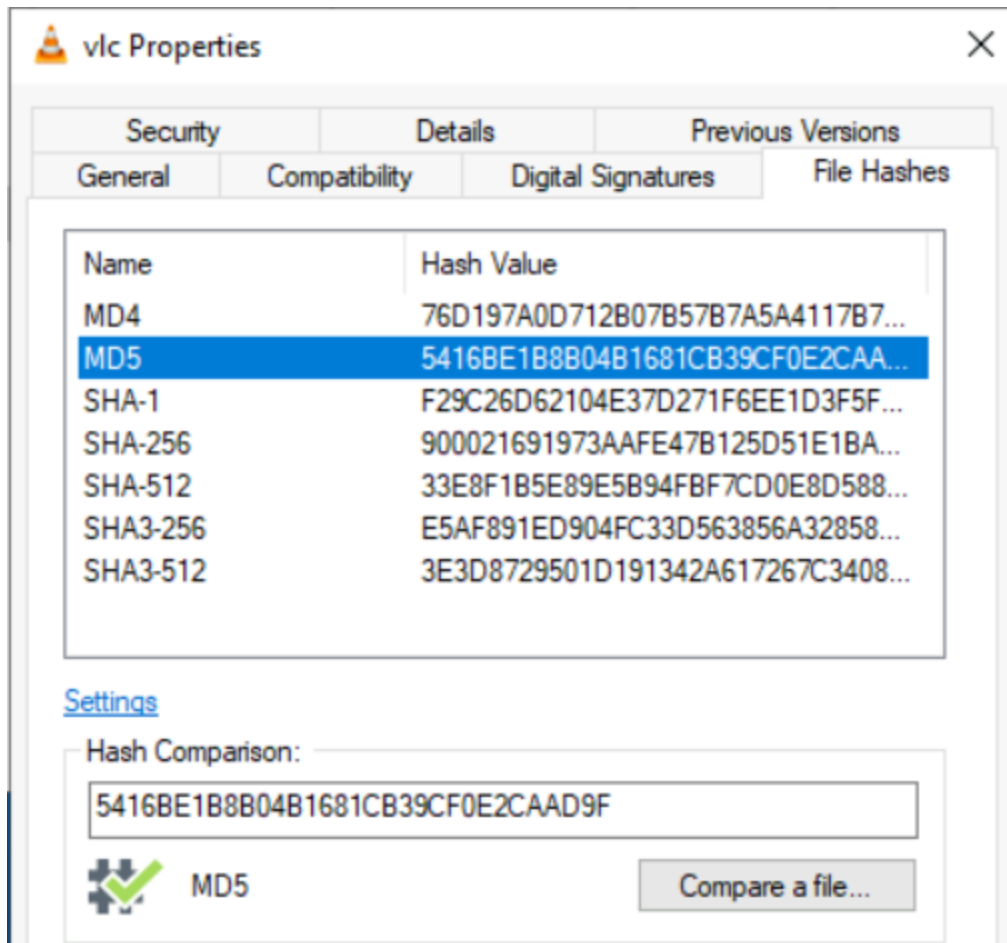 vlc Properties
Security Details Previous Versions
General Compatibility Digital Signatures File Hashes
Name Hash Value
MD4 76D197A0D712B07B57B7A5A4117B7...
MD5 5416BE1B8B04B1681CB39CF0E2CAA...
SHA-1 F29C26D62104E37D271F6EE1D3F5F...
SHA-256 900021691973AAFE47B125D51E1BA...
SHA-512 33E8F1B5E89E5B94FBF7CD0E8D588...
SHA3-256 E5AF891ED904FC33D563856A32858...
SHA3-512 3E3D8729501D191342A617267C3408...
Settings
Hash Comparison:
5416BE1B8B04B1681CB39CF0E2CAAD9F
MD5 Compare a file...